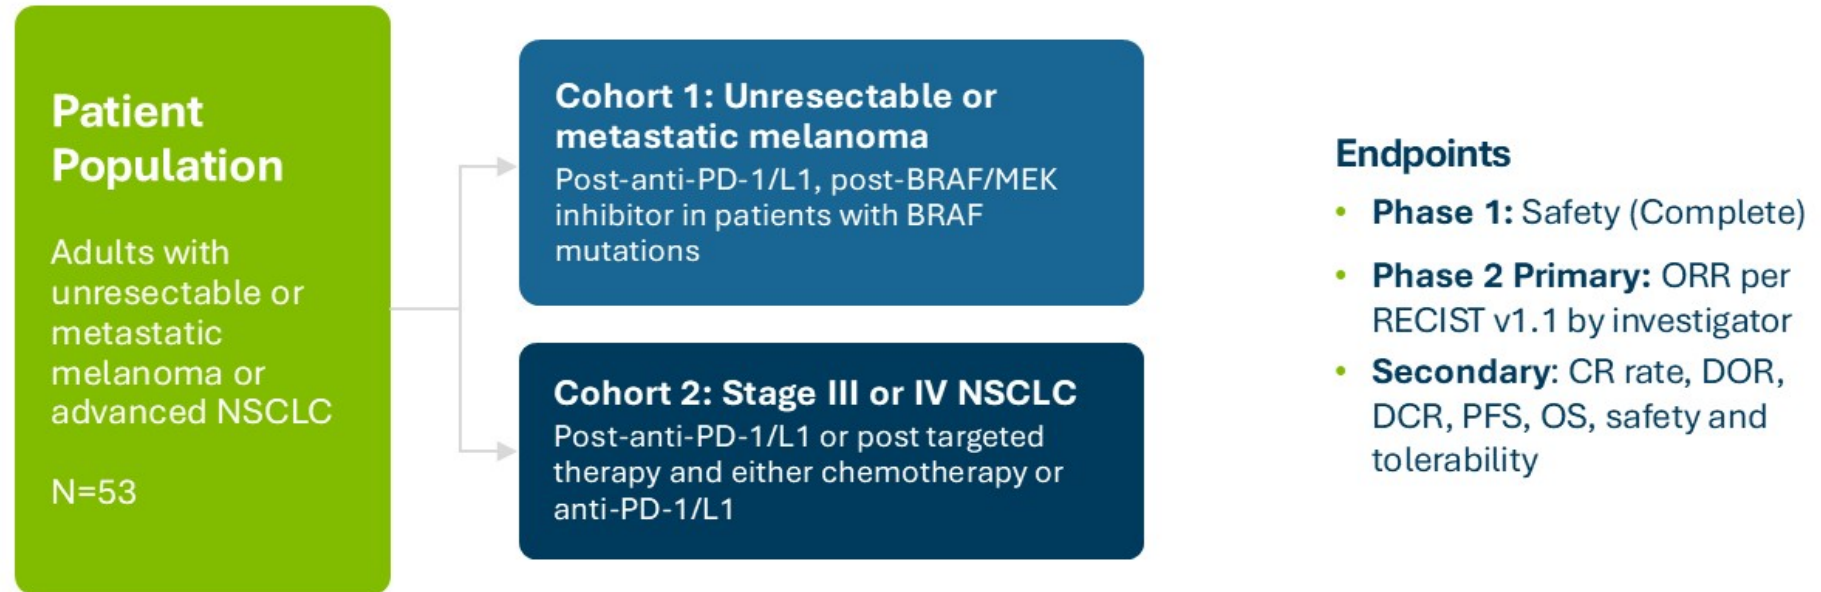 Patient
Population
Adults with
unresectable or
metastatic
melanoma or
advanced NSCLC
N=53
Cohort 1: Unresectable or
metastatic melanoma
Post-anti-PD-1/L1, post-BRAF/MEK
inhibitor in patients with BRAF
mutations
Cohort 2: Stage III or IV NSCLC
Post-anti-PD-1/L1 or post targeted
therapy and either chemotherapy or
anti-PD-1/L1
Endpoints
• Phase 1: Safety (Complete)
• Phase 2 Primary: ORR per
RECIST v1.1 by investigator
• Secondary: CR rate, DOR,
DCR, PFS, OS, safety and
tolerability